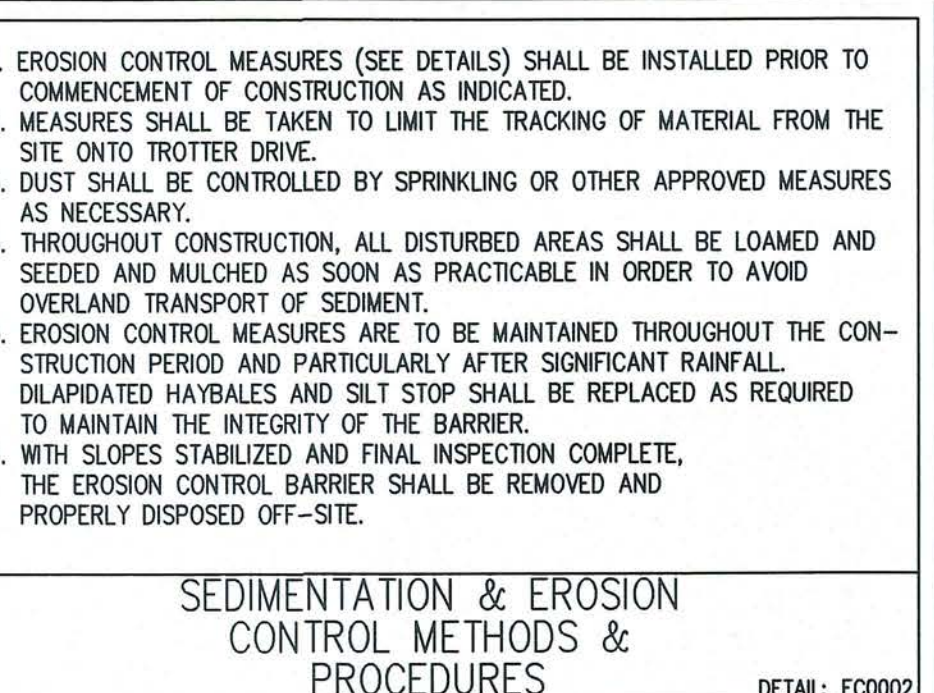 . EROSION CONTROL MEASURES (SEE DETAILS) SHALL BE INSTALLED PRIOR TO
COMMENCEMENT OF CONSTRUCTION AS INDICATED.
. MEASURES SHALL BE TAKEN TO LIMIT THE TRACKING OF MATERIAL FROM THE
SITE ONTO TROTTER DRIVE.
. DUST SHALL BE CONTROLLED BY SPRINKLING OR OTHER APPROVED MEASURES
AS NECESSARY.
. THROUGHOUT CONSTRUCTION, ALL DISTURBED AREAS SHALL BE LOAMED AND
SEEDED AND MULCHED AS SOON AS PRACTICABLE IN ORDER TO AVOID
OVERLAND TRANSPORT OF SEDIMENT.
. EROSION CONTROL MEASURES ARE TO BE MAINTAINED THROUGHOUT THE CON-
STRUCTION PERIOD AND PARTICULARLY AFTER SIGNIFICANT RAINFALL.
DILAPIDATED HAYBALES AND SILT STOP SHALL BE REPLACED AS REQUIRED
TO MAINTAIN THE INTEGRITY OF THE BARRIER.
. WITH SLOPES STABILIZED AND FINAL INSPECTION COMPLETE,
THE EROSION CONTROL BARRIER SHALL BE REMOVED AND
PROPERLY DISPOSED OFF-SITE.
SEDIMENTATION & EROSION
CONTROL METHODS &
PROCEDURES
DETAIL: EC0002